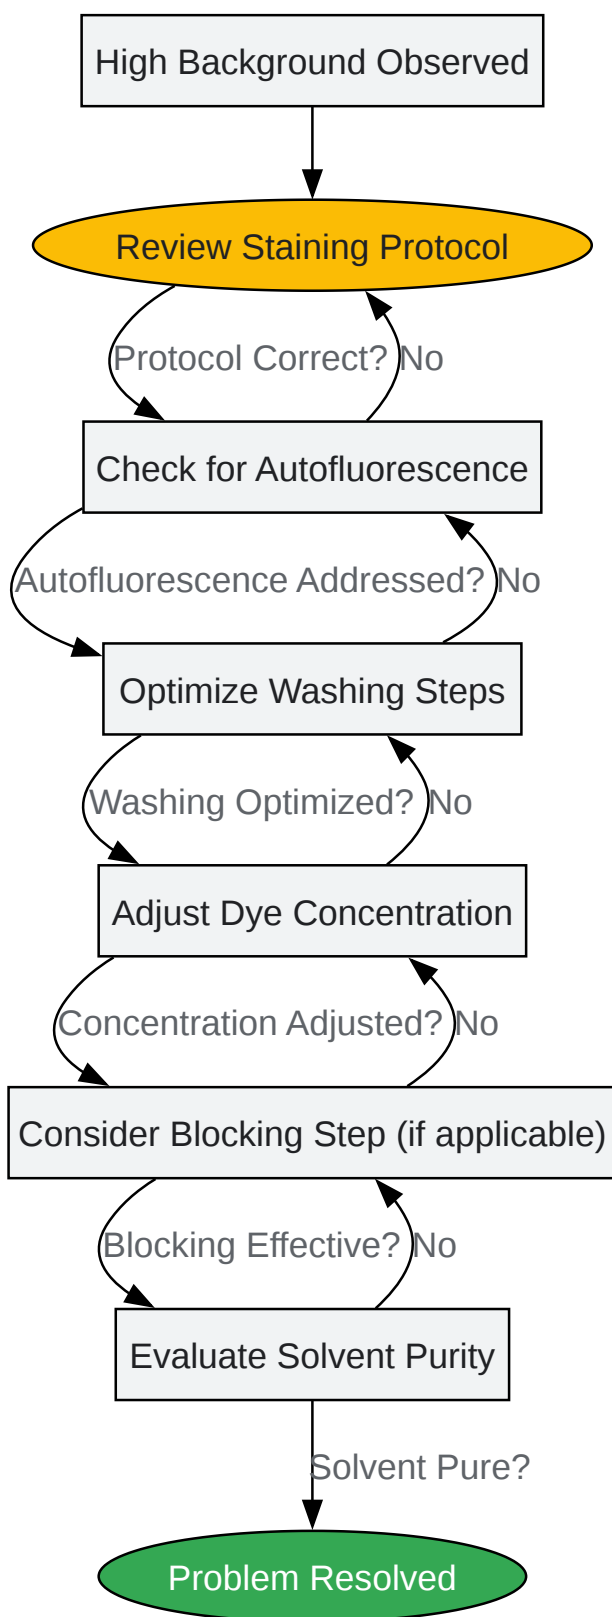 High Background Observed
Review Staining Protocol
Protocol Correct?
No
Check for Autofluorescence
Autofluorescence Addressed?
No
Optimize Washing Steps
Washing Optimized?
No
Adjust Dye Concentration
Concentration Adjusted?
No
Consider Blocking Step (if applicable)
Blocking Effective?
No
Evaluate Solvent Purity
Solvent Pure?
Problem Resolved